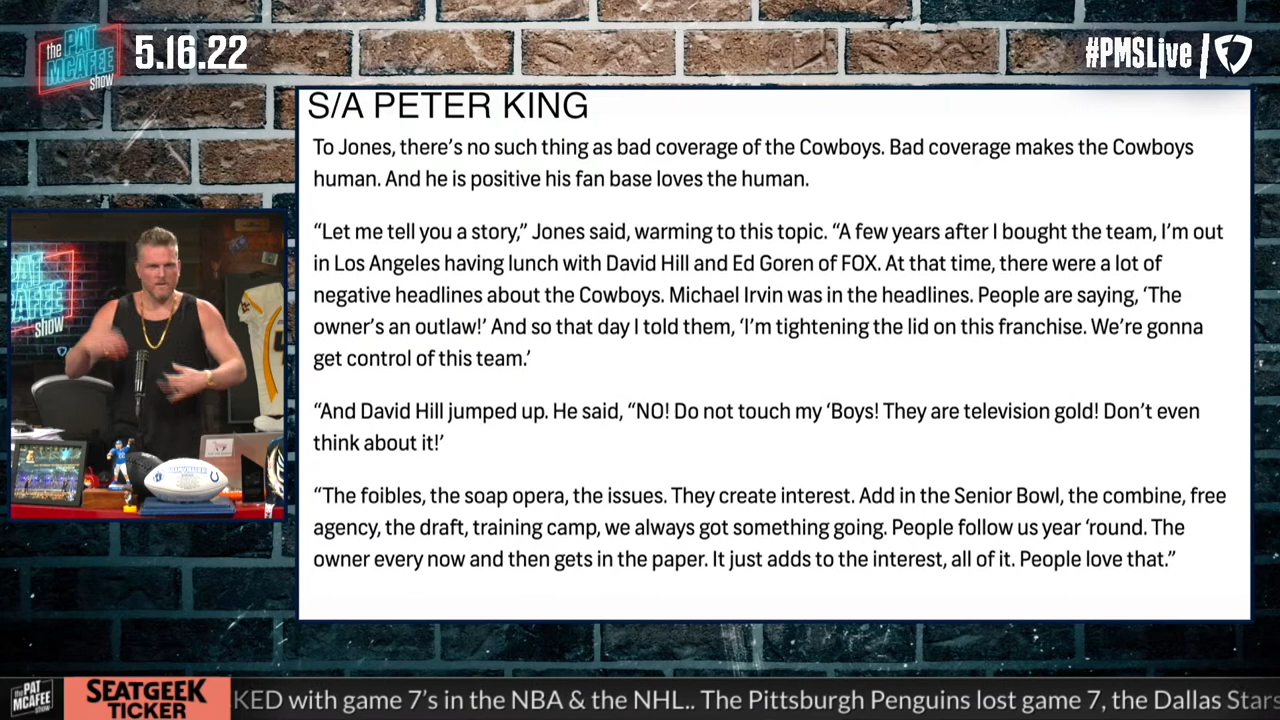 the PAT MCAFEE show
5.16.22
#PMSLive
S/A PETER KING
To Jones, there's no such thing as bad coverage of the Cowboys. Bad coverage makes the Cowboys
human. And he is positive his fan base loves the human.
“Let me tell you a story,” Jones said, warming to this topic. “A few years after I bought the team, I'm out
in Los Angeles having lunch with David Hill and Ed Goren of FOX. At that time, there were a lot of
negative headlines about the Cowboys. Michael Irvin was in the headlines. People are saying, ‘The
owner's an outlaw!’ And so that day I told them, ‘I'm tightening the lid on this franchise. We're gonna
get control of this team.’
“And David Hill jumped up. He said, “NO! Do not touch my ‘Boys! They are television gold! Don't even
think about it!’
“The foibles, the soap opera, the issues. They create interest. Add in the Senior Bowl, the combine, free
agency, the draft, training camp, we always got something going. People follow us year ‘round. The
owner every now and then gets in the paper. It just adds to the interest, all of it. People love that.”
the PAT MCAFEE show
SEATGEEK
TICKER
KED with game 7's in the NBA & the NHL.. The Pittsburgh Penguins lost game 7, the Dallas Stars